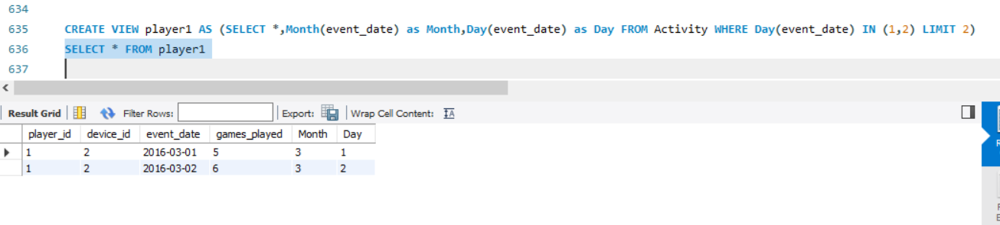 634
635 CREATE VIEW player1 AS (SELECT *,Month(event_date) as Month,Day(event_date) as Day FROM Activity WHERE Day(event_date) IN (1,2) LIMIT 2)
636 SELECT * FROM player1
637
Result Grid Filter Rows: Export: Wrap Cell Content: IA
player_id device_id event_date games_played Month Day
1 2 2016-03-01 5 3 1
1 2 2016-03-02 6 3 2